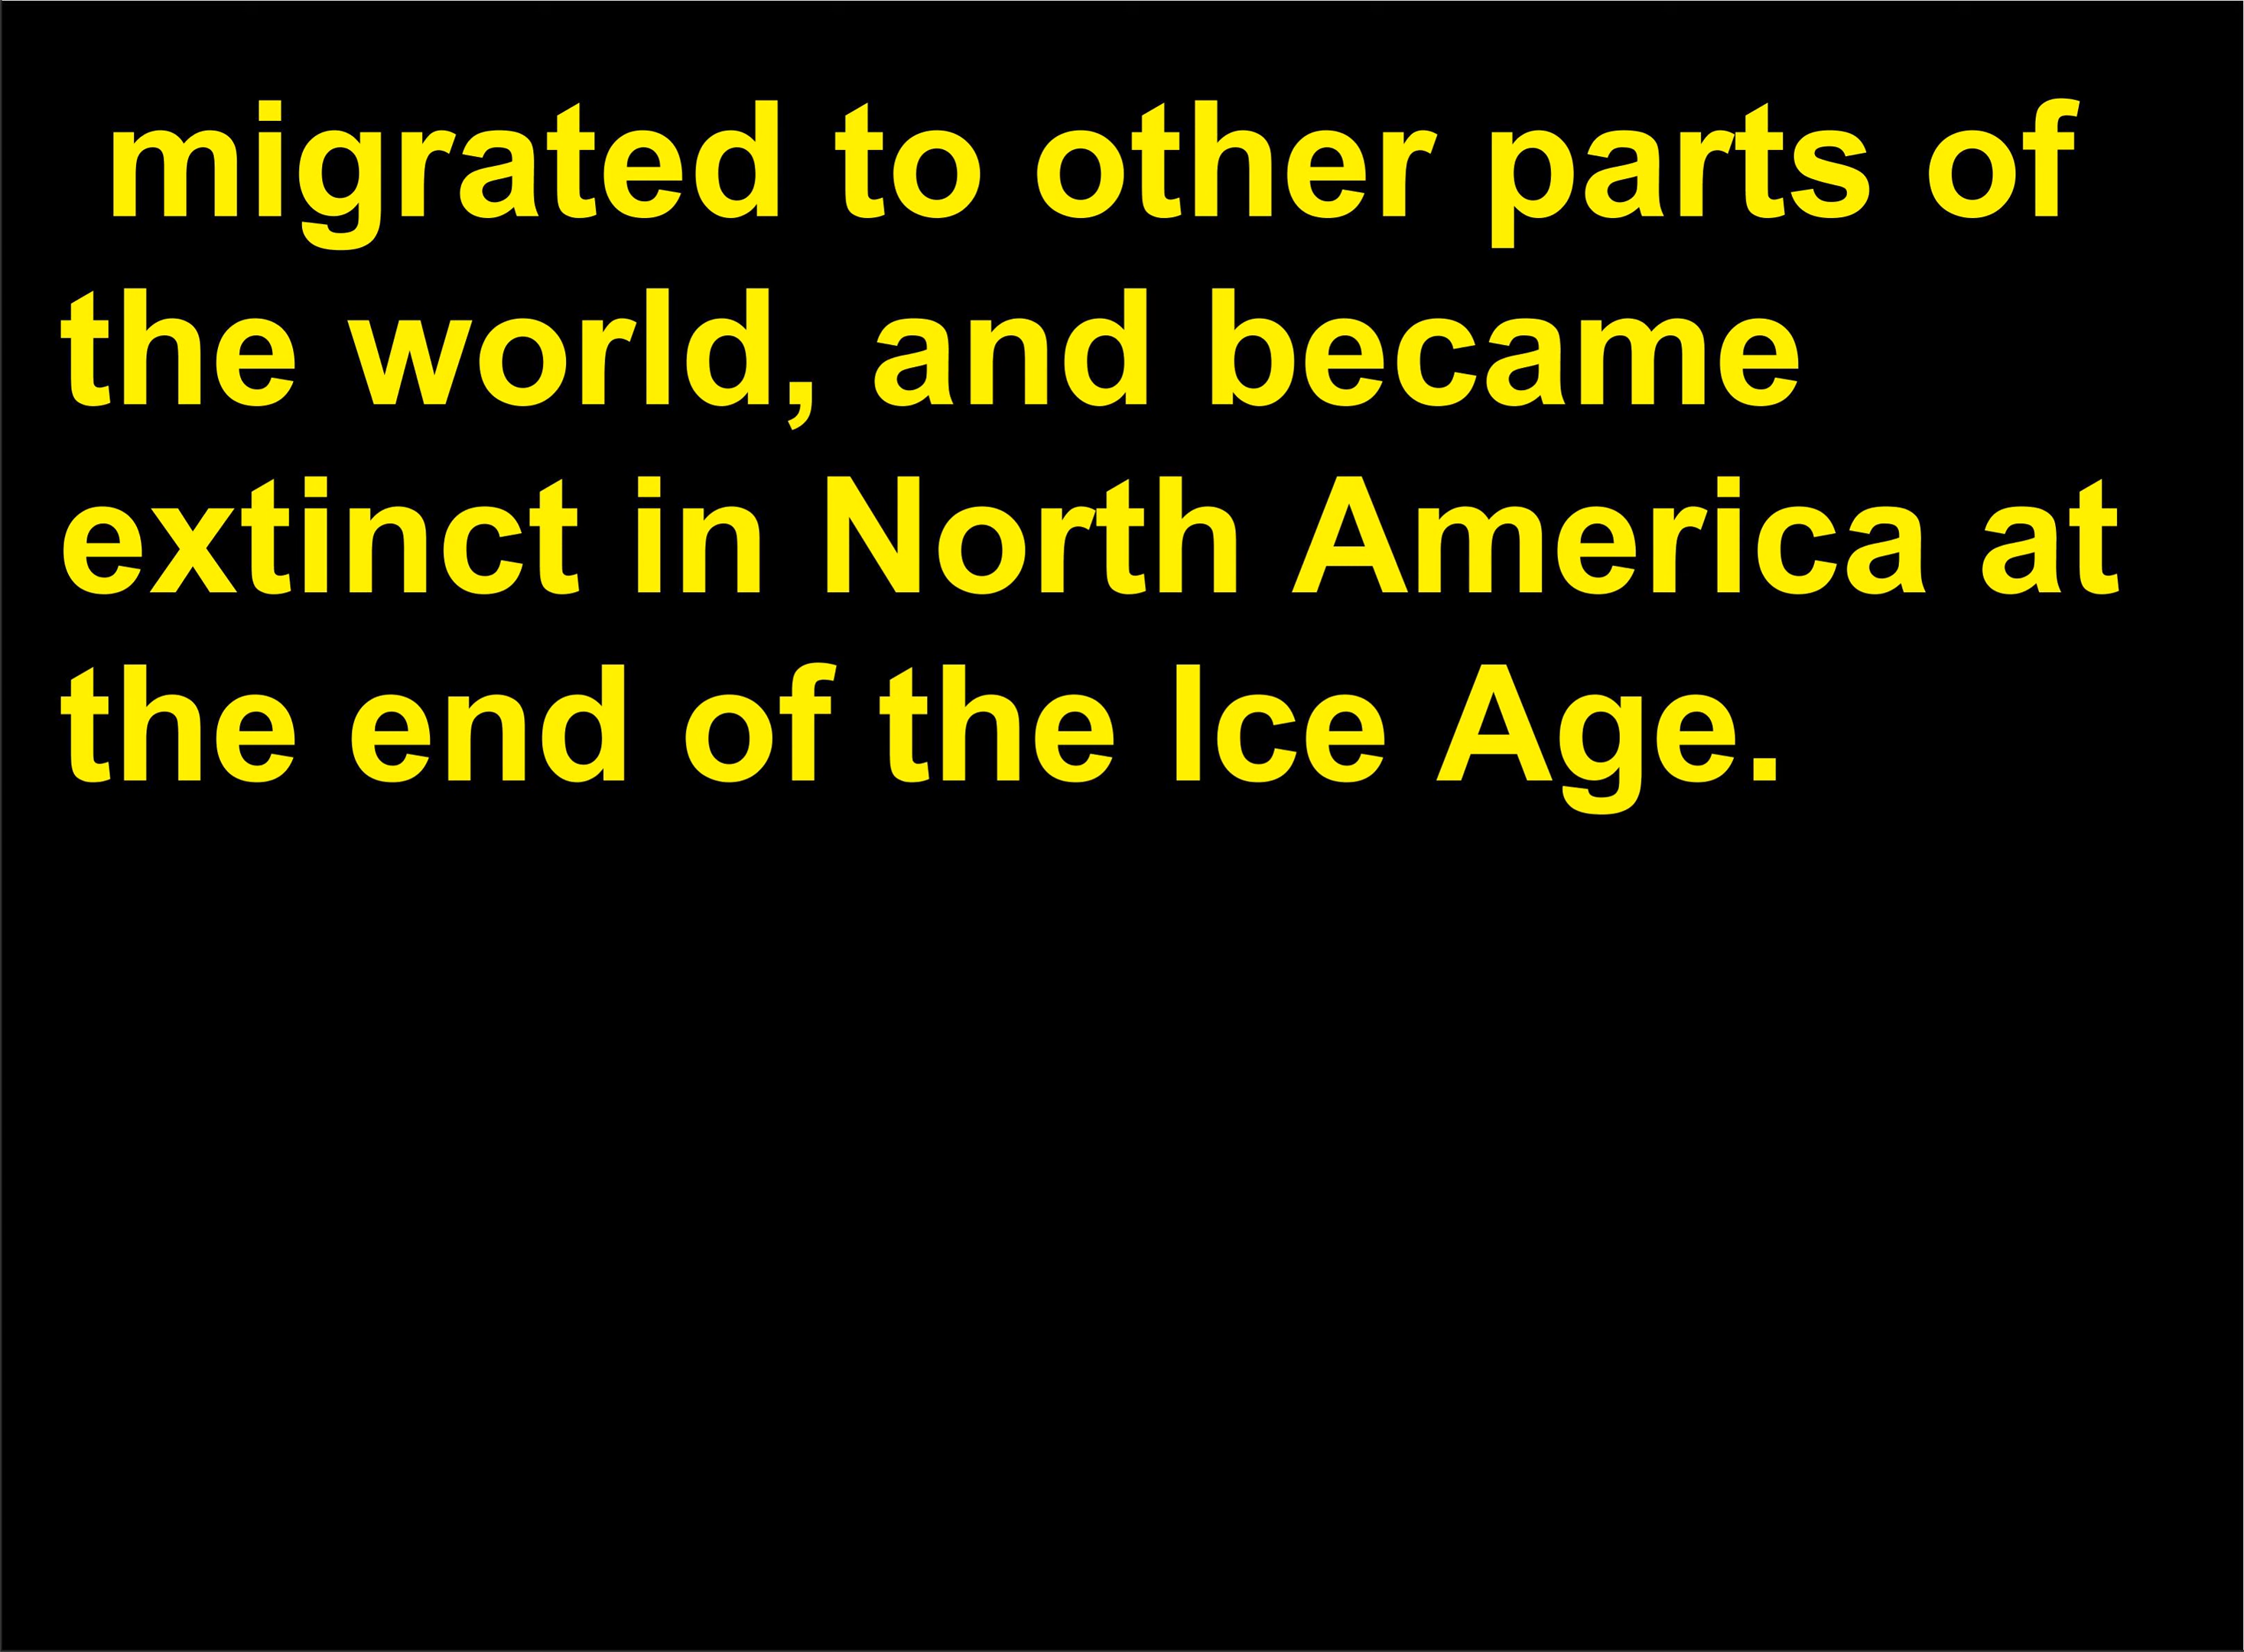 migrated to other parts of
the world, and became
extinct in North America at
the end of the Ice Age.